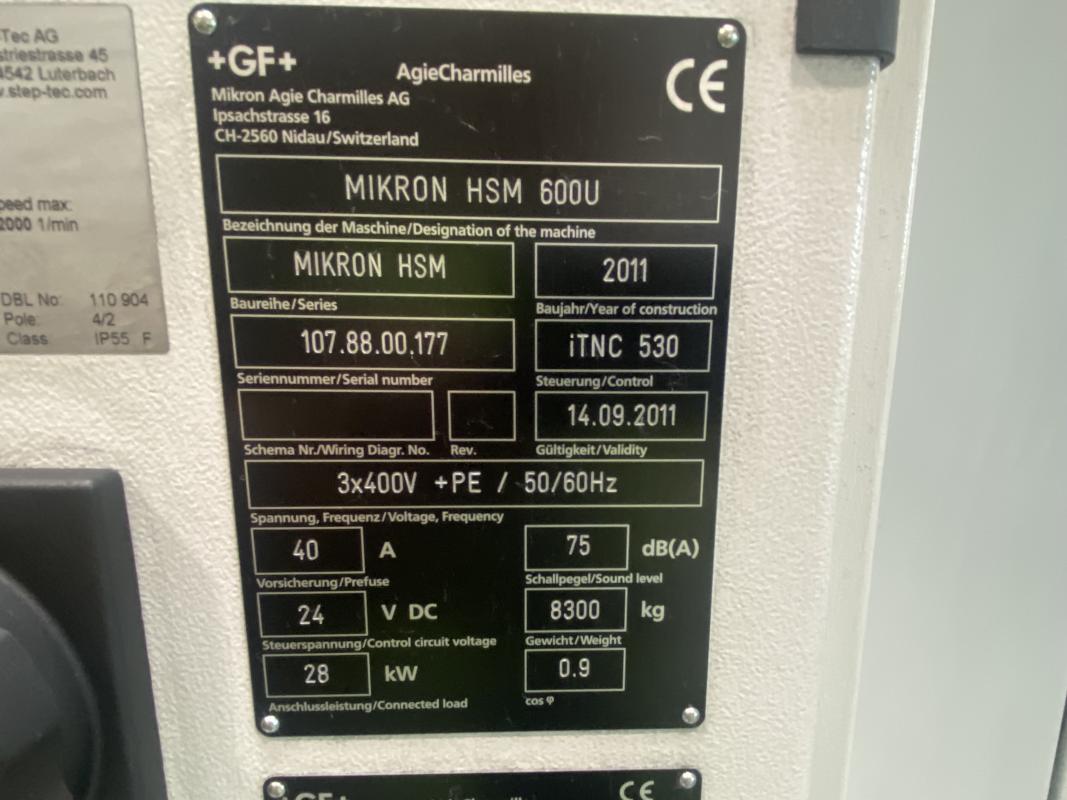 Tec AG
striestrasse 45
4542 Luterbach
.step-tec.com
peed max:
2000 1/min
DBL No: 110 904
Pole: 4/2
Class IP55 F
+GF+
AgieCharmilles
CE
Mikron Agie Charmilles AG
Ipsachstrasse 16
CH-2560 Nidau/Switzerland
MIKRON HSM 600U
Bezeichnung der Maschine/Designation of the machine
MIKRON HSM
2011
Baureihe/Series
Baujahr/Year of construction
107.88.00.177
iTNC 530
Seriennummer/Serial number
Steuerung/Control
14.09.2011
Schema Nr./Wiring Diagr. No. Rev.
Gültigkeit/Validity
3x400V +PE / 50/60Hz
Spannung, Frequenz/Voltage, Frequency
40 A
75 dB(A)
Vorsicherung/Prefuse
Schallpegel/Sound level
24 V DC
8300 kg
Steuerspannung/Control circuit voltage
Gewicht/Weight
28 kW
0.9
Anschlussleistung/Connected load
cos φ
+GF+
CE